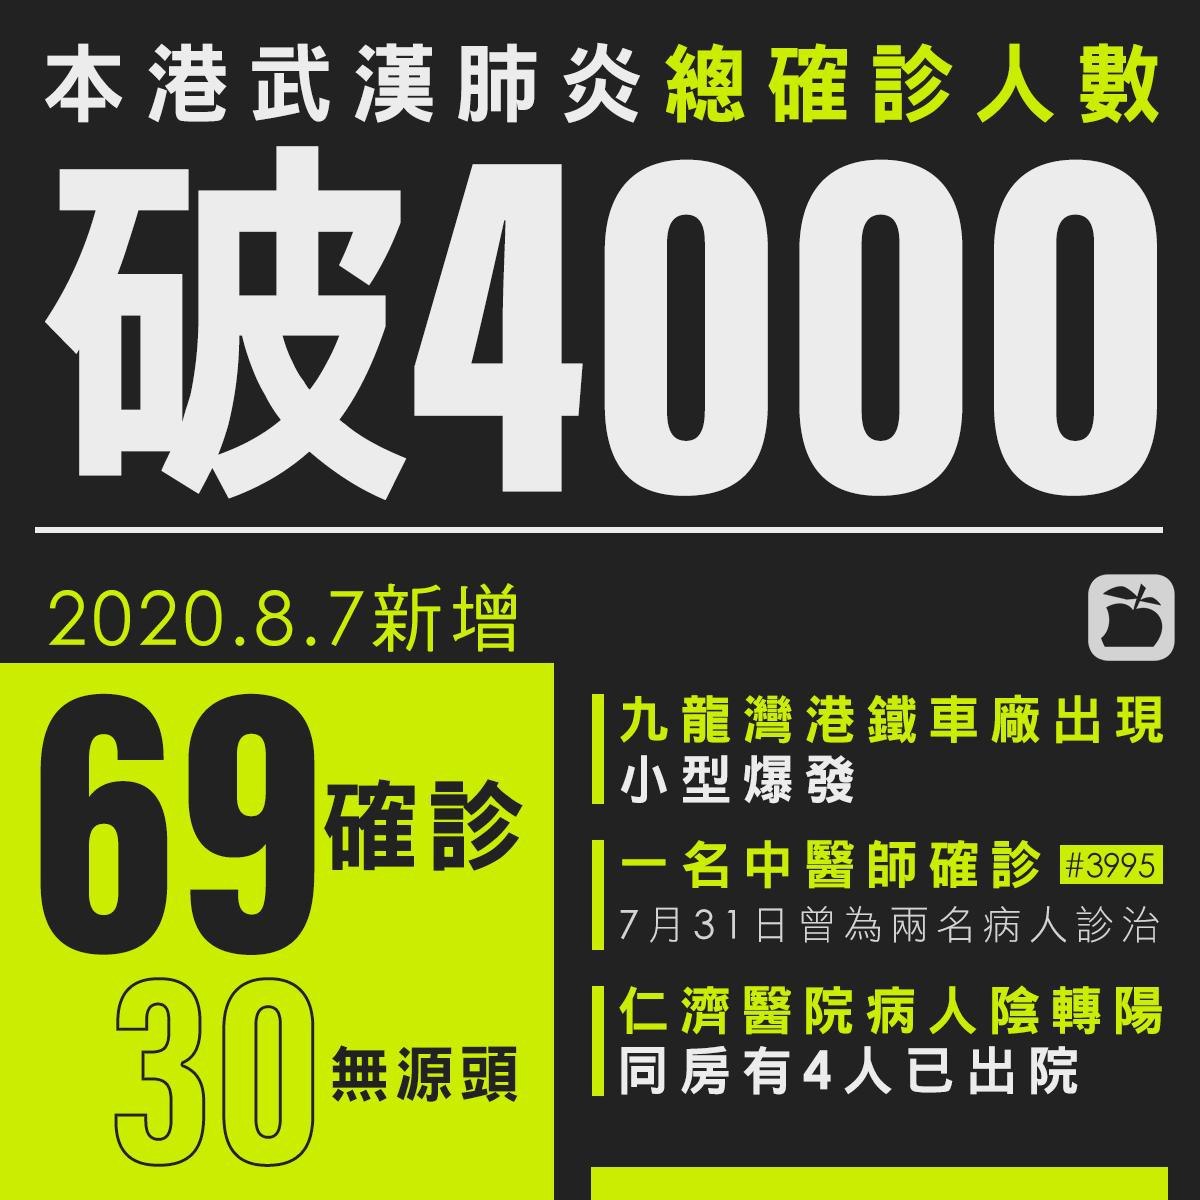 本港武漢肺炎總確診人數
破4000
2020.8.7新增
69確診
30無源頭
九龍灣港鐵車廠出現
小型爆發
一名中醫師確診 #3995
7月31日曾為兩名病人診治
仁濟醫院病人陰轉陽
同房有4人已出院